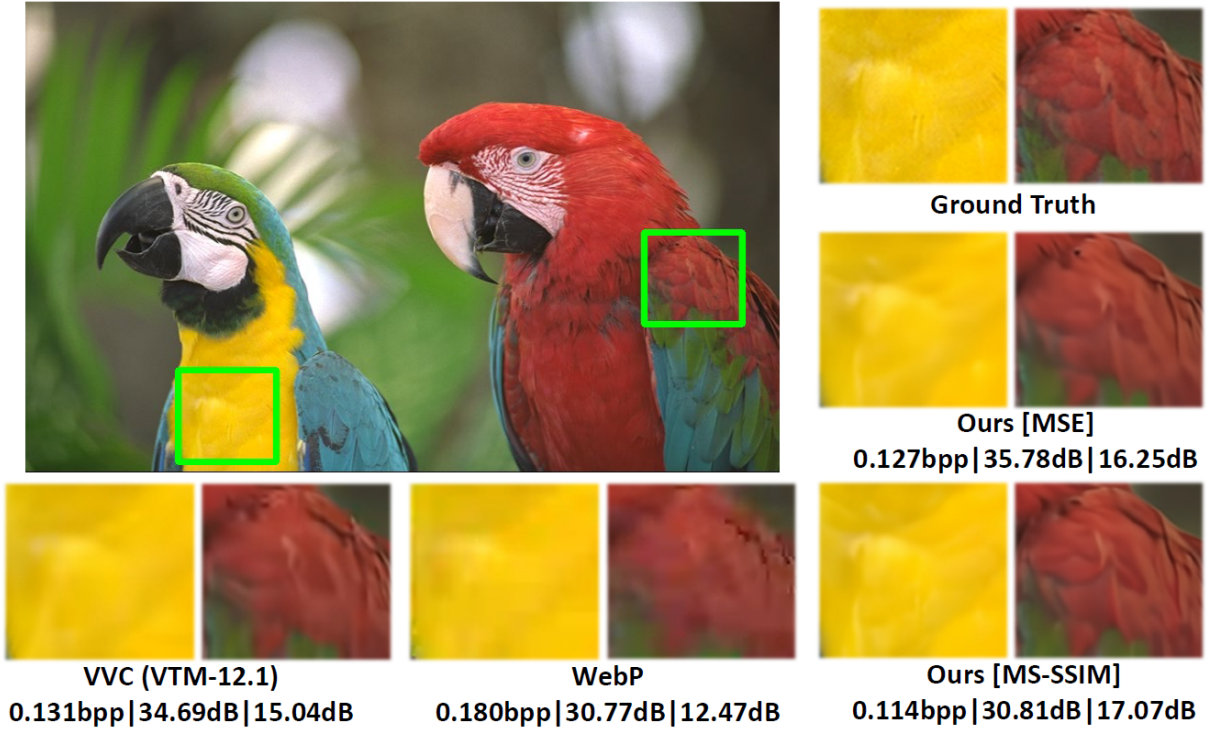 Ground Truth
Ours [MSE]
0.127bpp|35.78dB|16.25dB
VVC (VTM-12.1)
0.131bpp|34.69dB|15.04dB
WebP
0.180bpp|30.77dB|12.47dB
Ours [MS-SSIM]
0.114bpp|30.81dB|17.07dB